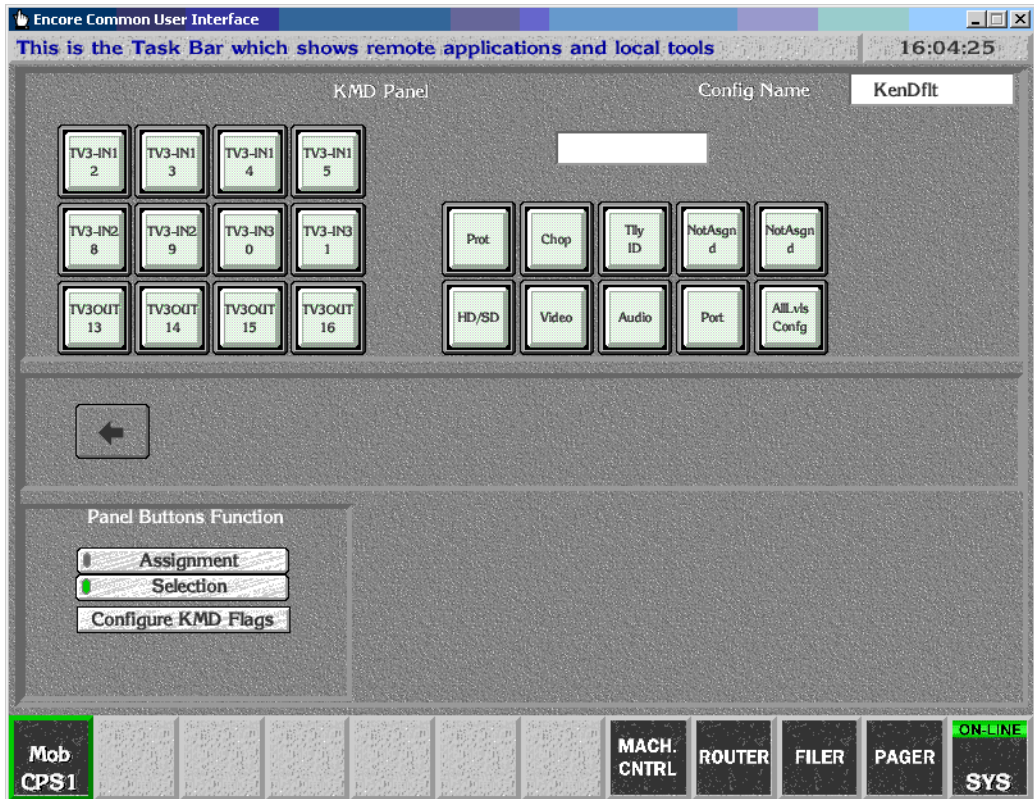 Encore Common User Interface
This is the Task Bar which shows remote applications and local tools 16:04:25
KMD Panel Config Name KenDflt
TV3-IN1 TV3-IN1 TV3-IN1 TV3-IN1
2 3 4 5
TV3-IN2 TV3-IN2 TV3-IN3 TV3-IN3
8 9 0 1
TV3OUT TV3OUT TV3OUT TV3OUT
13 14 15 16
Prot Chop Tlly NotAsgn NotAsgn
ID d d
HD/SD Video Audio Port AllLvls
Confg
Panel Buttons Function
Assignment
Selection
Configure KMD Flags
Mob
CPS1
MACH.
CNTRL
ROUTER
FILER
PAGER
ON-LINE
SYS